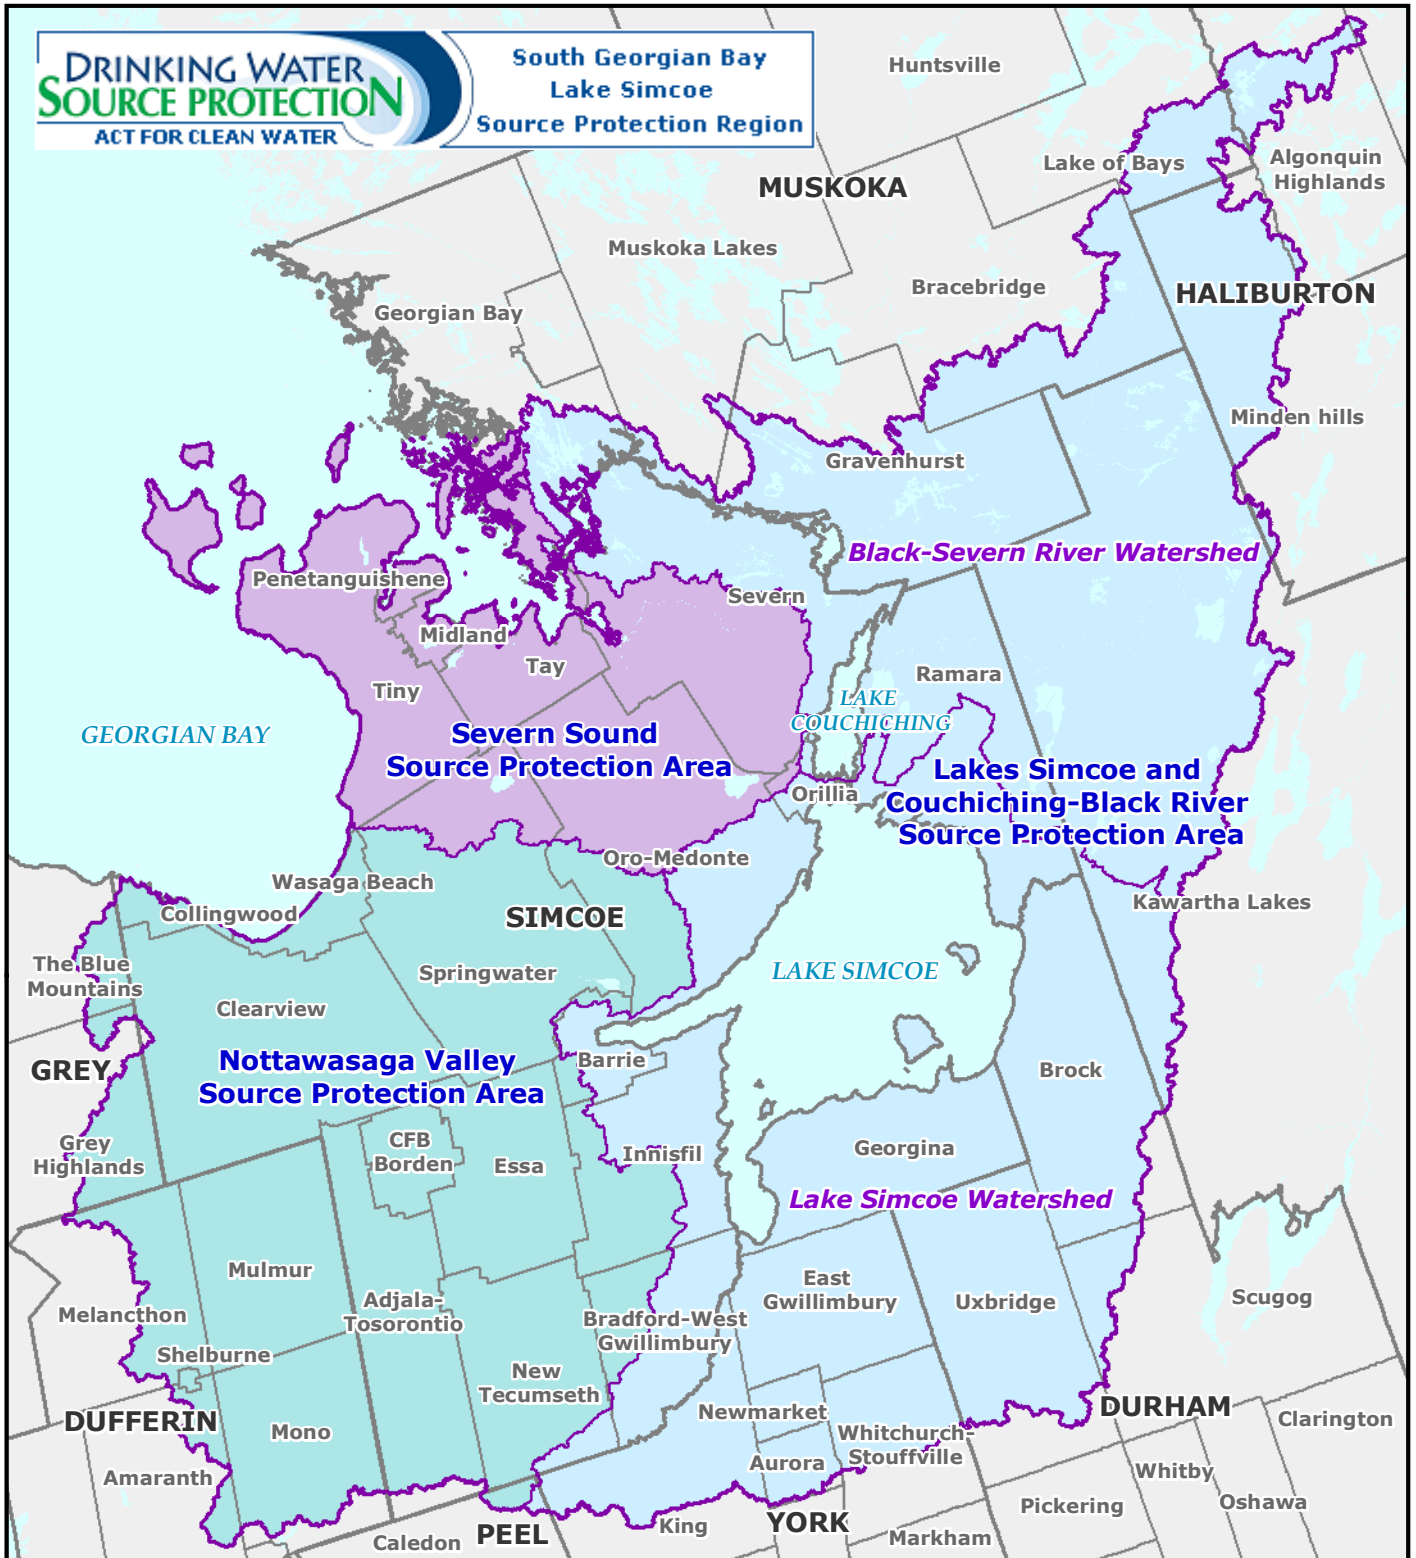 DRINKING WATER
SOURCE PROTECTION
ACT FOR CLEAN WATER
South Georgian Bay
Lake Simcoe
Source Protection Region
Huntsville
Lake of Bays
Algonquin
Highlands
MUSKOKA
Muskoka Lakes
Bracebridge
HALIBURTON
Georgian Bay
Minden hills
Gravenhurst
Black-Severn River Watershed
Penetanguishene
Severn
Midland
Tay
Tiny
Ramara
LAKE
COUCHICHING
GEORGIAN BAY
Severn Sound
Source Protection Area
Lakes Simcoe and
Couchiching-Black River
Source Protection Area
Orillia
Oro-Medonte
Wasaga Beach
Collingwood
SIMCOE
Kawartha Lakes
The Blue
Mountains
Springwater
LAKE SIMCOE
Clearview
GREY
Nottawasaga Valley
Source Protection Area
Barrie
Brock
Grey
Highlands
CFB
Borden
Essa
Innisfil
Georgina
Lake Simcoe Watershed
Mulmur
East
Gwillimbury
Uxbridge
Scugog
Melancthon
Adjala-
Tosorontio
Bradford-West
Gwillimbury
Shelburne
New
Tecumseth
DUFFERIN
Mono
Newmarket
DURHAM
Clarington
Whitchurch-
Stouffville
Amaranth
Aurora
Whitby
Oshawa
Pickering
Caledon
PEEL
King
YORK
Markham